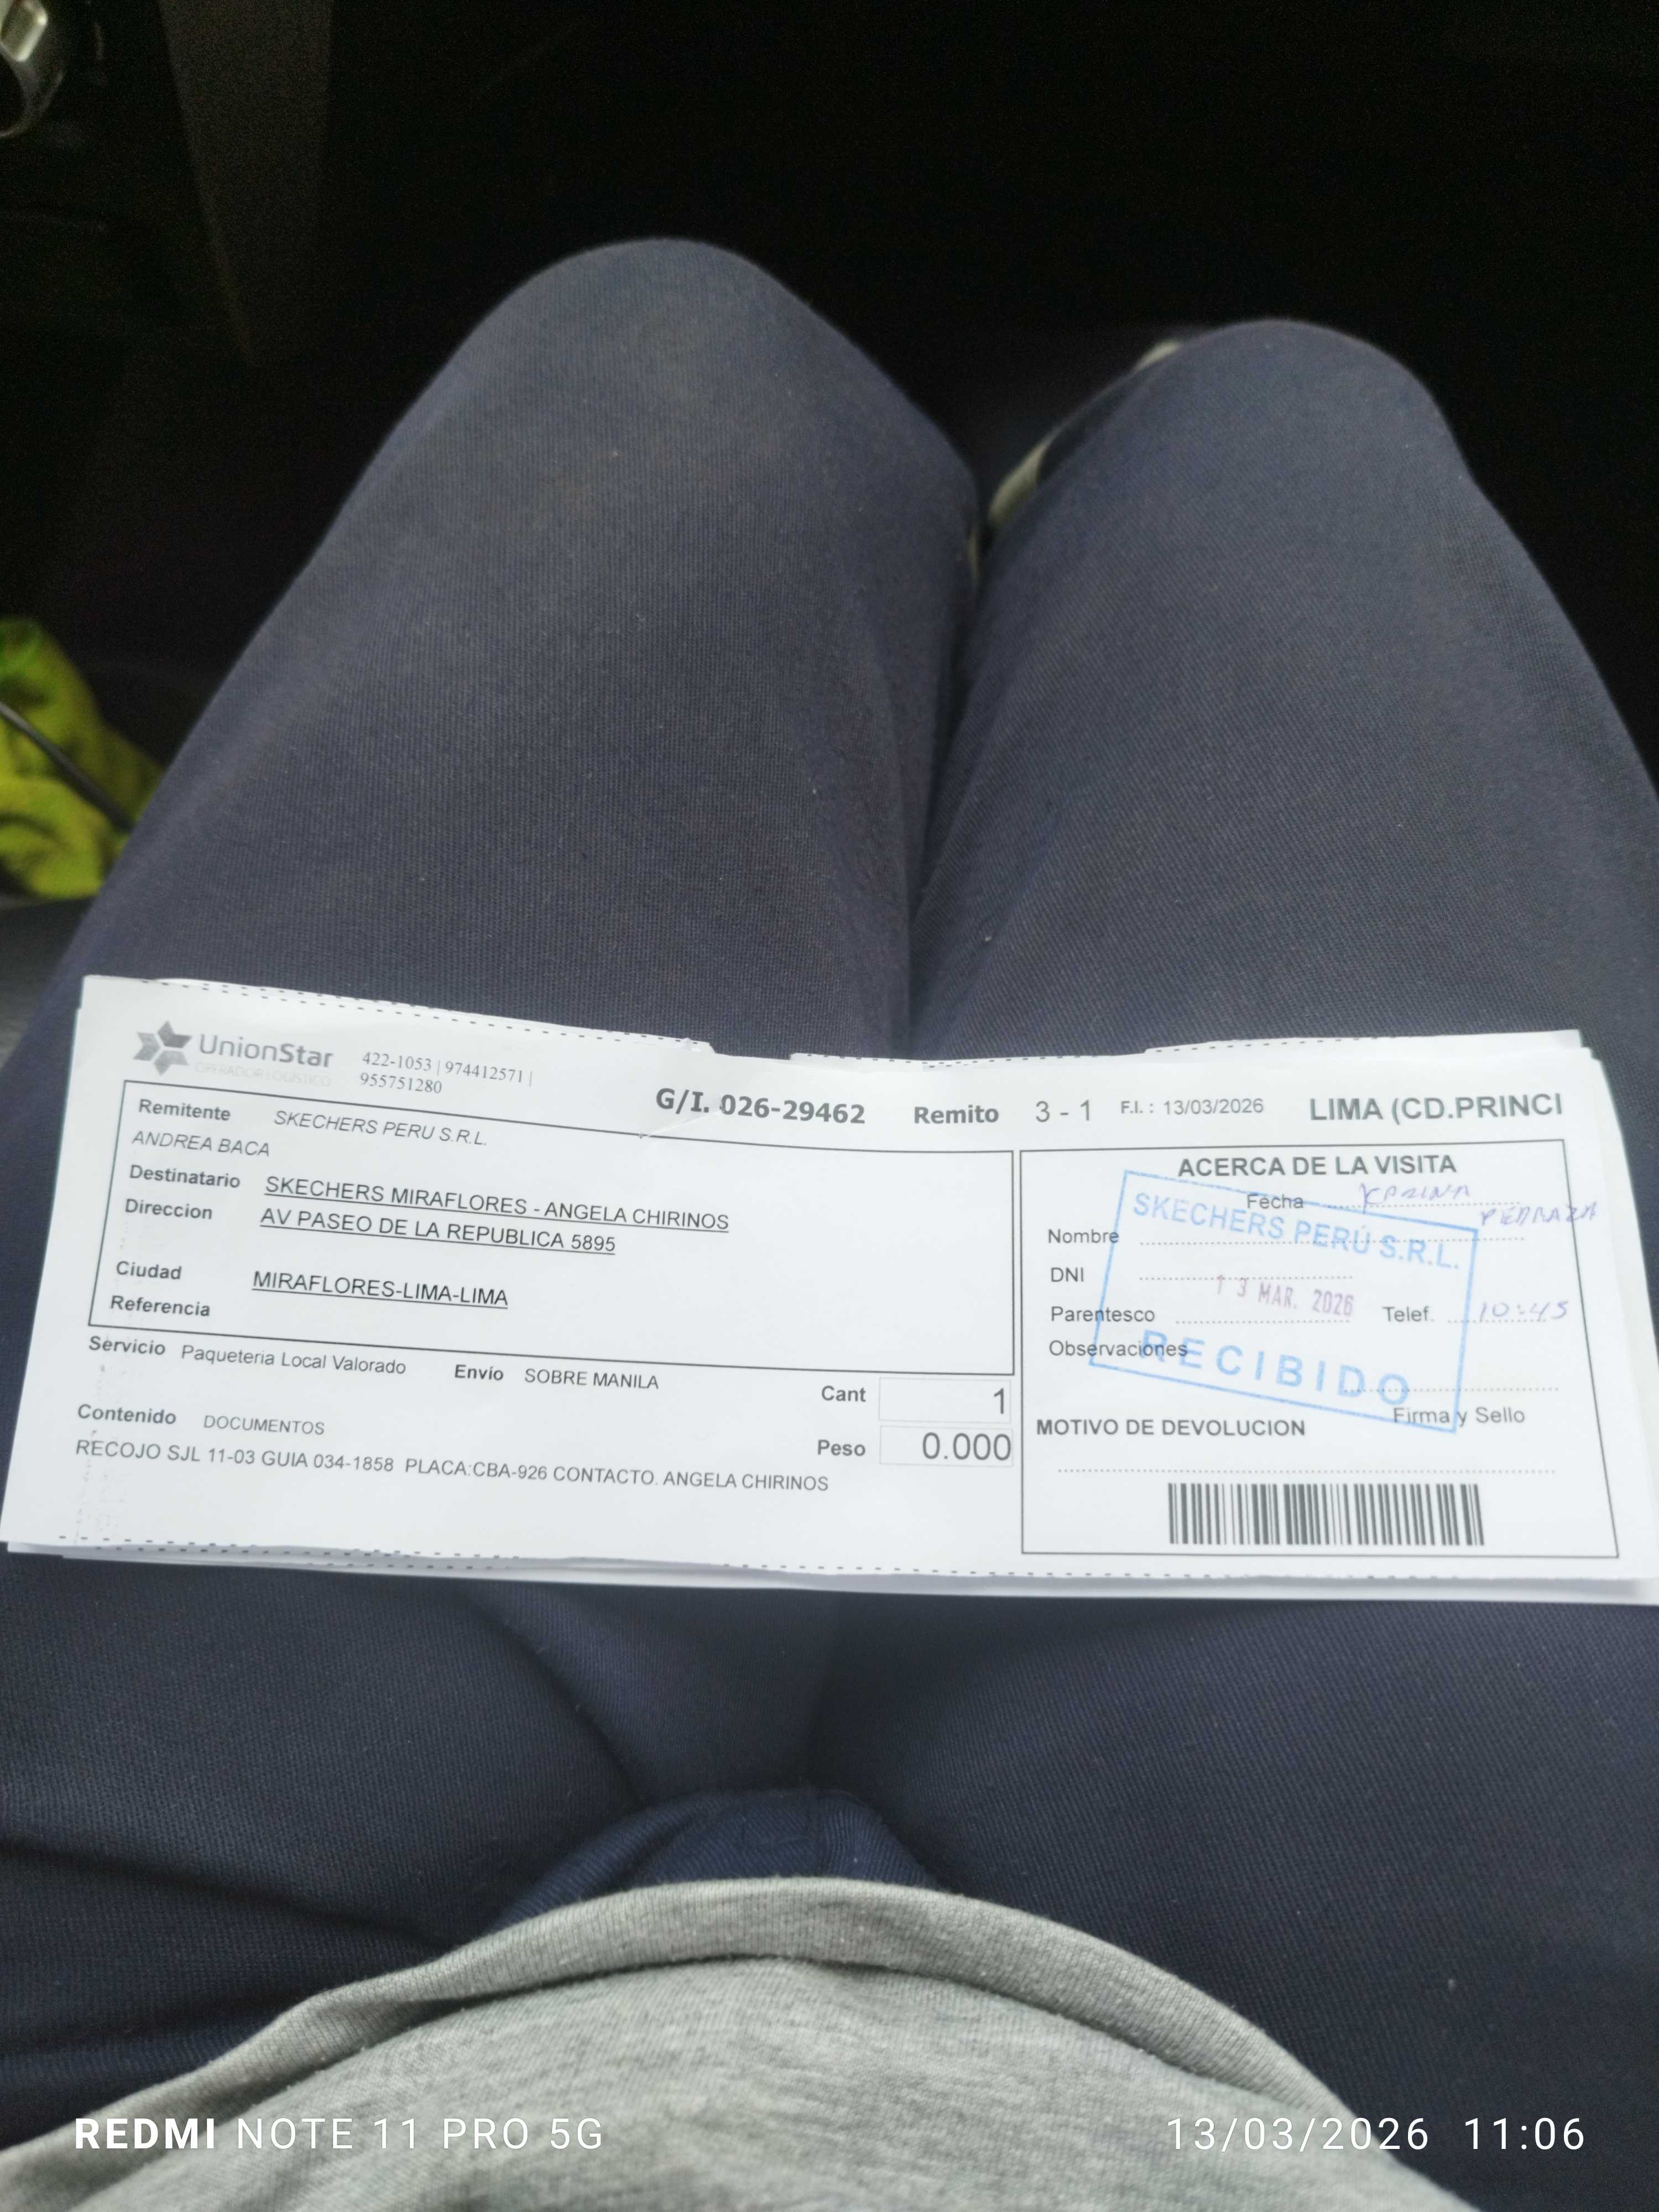 UnionStar
OPERADOR LOGÍSTICO
422-1053 | 974412571 |
955751280
G/I. 026-29462 Remito 3 - 1 F.I. : 13/03/2026 LIMA (CD.PRINCI
Remitente SKECHERS PERU S.R.L.
ANDREA BACA
Destinatario SKECHERS MIRAFLORES - ANGELA CHIRINOS
Direccion AV PASEO DE LA REPUBLICA 5895
Ciudad MIRAFLORES-LIMA-LIMA
Referencia
Servicio Paqueteria Local Valorado Envío SOBRE MANILA
Cant 1
Contenido DOCUMENTOS
Peso 0.000
RECOJO SJL 11-03 GUIA 034-1858 PLACA:CBA-926 CONTACTO. ANGELA CHIRINOS
ACERCA DE LA VISITA
Fecha
PEDRAZA
Nombre
DNI
Parentesco Telef. 10:45
Observaciones
Firma y Sello
MOTIVO DE DEVOLUCION
SKECHERS PERÚ S.R.L.
13 MAR. 2026
RECIBIDO
REDMI NOTE 11 PRO 5G
13/03/2026 11:06